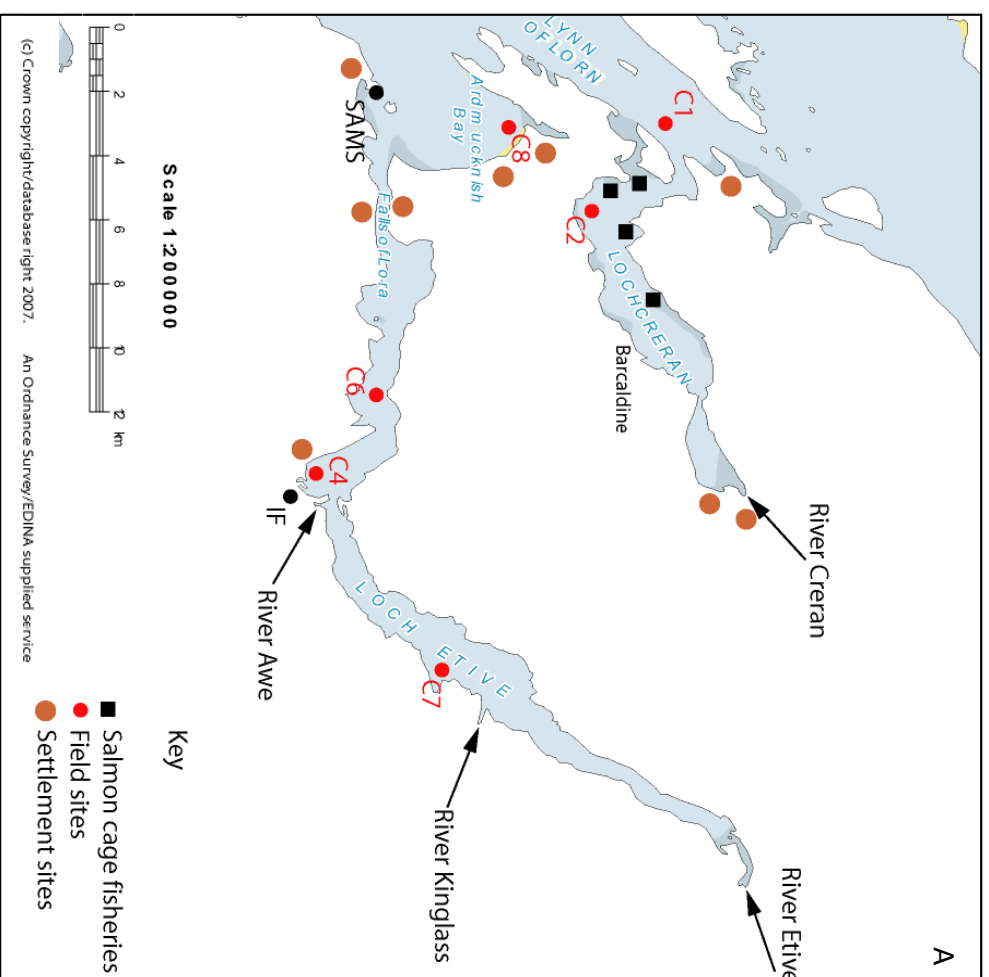 A
LYNN
OF LORN
C1
Ardmucknish
Bay
C8
C2
LOCH CRERAN
Barcaldine
River Creran
SAMS
Falls of Lora
C6
C4
IF
River Awe
LOCH ETIVE
C7
River Kinglass
River Etive
Scale 1:200000
0 2 4 6 8 10 12 km
Key
Salmon cage fisheries
Field sites
Settlement sites
(c) Crown copyright/database right 2007. An Ordnance Survey/EDINA supplied service